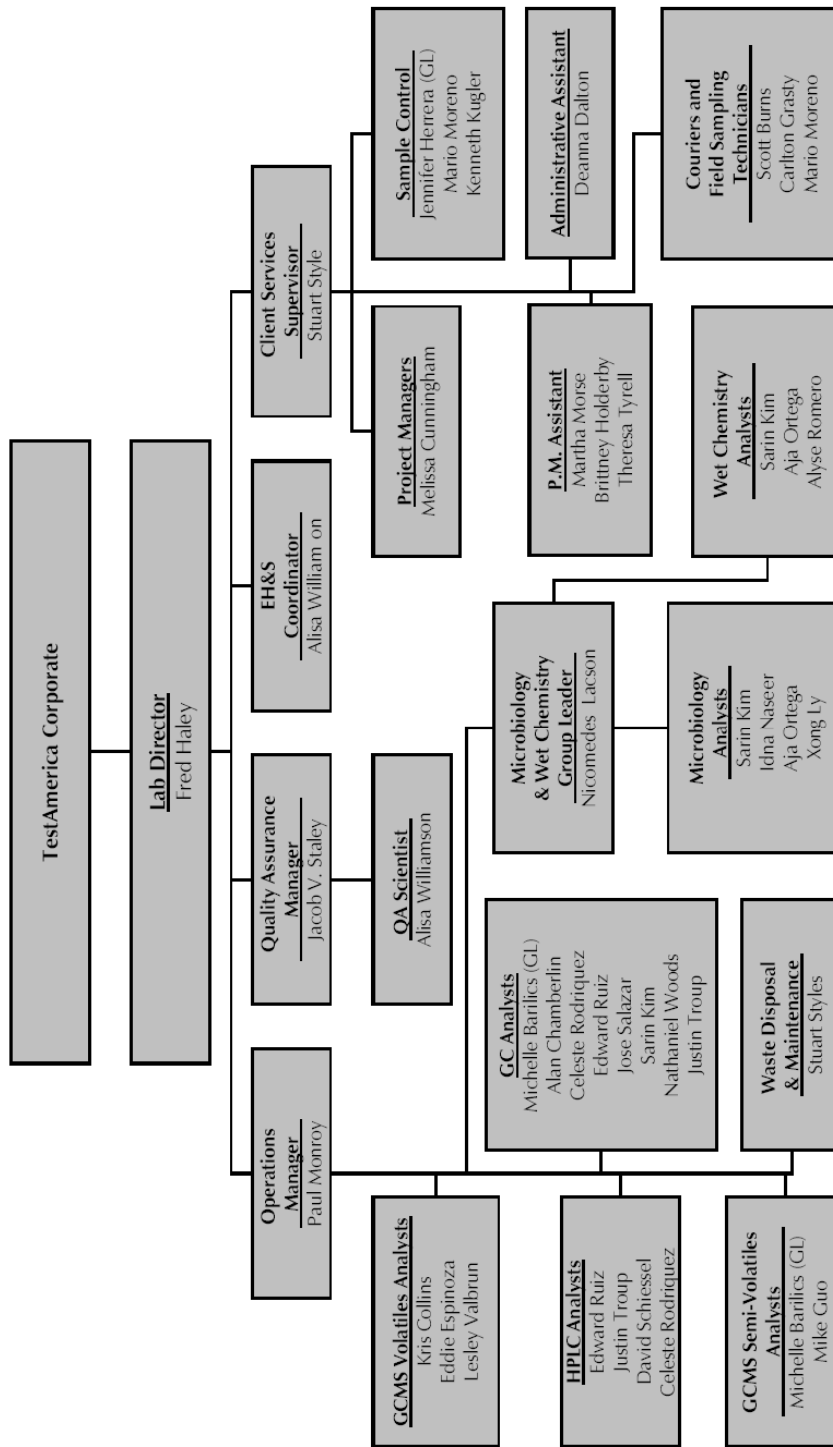 TestAmerica Corporate
Lab Director
Fred Haley
Operations
Manager
Paul Monroy
Quality Assurance
Manager
Jacob V. Staley
EH&S
Coordinator
Alisa William on
Client Services
Supervisor
Stuart Style
GCMS Volatiles Analysts
Kris Collins
Eddie Espinoza
Lesley Valbrun
QA Scientist
Alisa Williamson
Project Managers
Melissa Cunningham
Sample Control
Jennifer Herrera (GL)
Mario Moreno
Kenneth Kugler
GC Analysts
Michelle Barilics (GL)
Alan Chamberlin
Celeste Rodriquez
Edward Ruiz
Jose Salazar
Sarin Kim
Nathaniel Woods
Justin Troup
Microbiology
& Wet Chemistry
Group Leader
Nicomedes Lacson
P.M. Assistant
Martha Morse
Brittney Holderby
Theresa Tyrell
Administrative Assistant
Deanna Dalton
HPLC Analysts
Edward Ruiz
Justin Troup
David Schiessel
Celeste Rodriquez
Microbiology
Analysts
Sarin Kim
Idna Naseer
Aja Ortega
Xong Ly
Wet Chemistry
Analysts
Sarin Kim
Aja Ortega
Alyse Romero
Couriers and
Field Sampling
Technicians
Scott Burns
Carlton Grasty
Mario Moreno
GCMS Semi-Volatiles
Analysts
Michelle Barilics (GL)
Mike Guo
Waste Disposal
& Maintenance
Stuart Styles